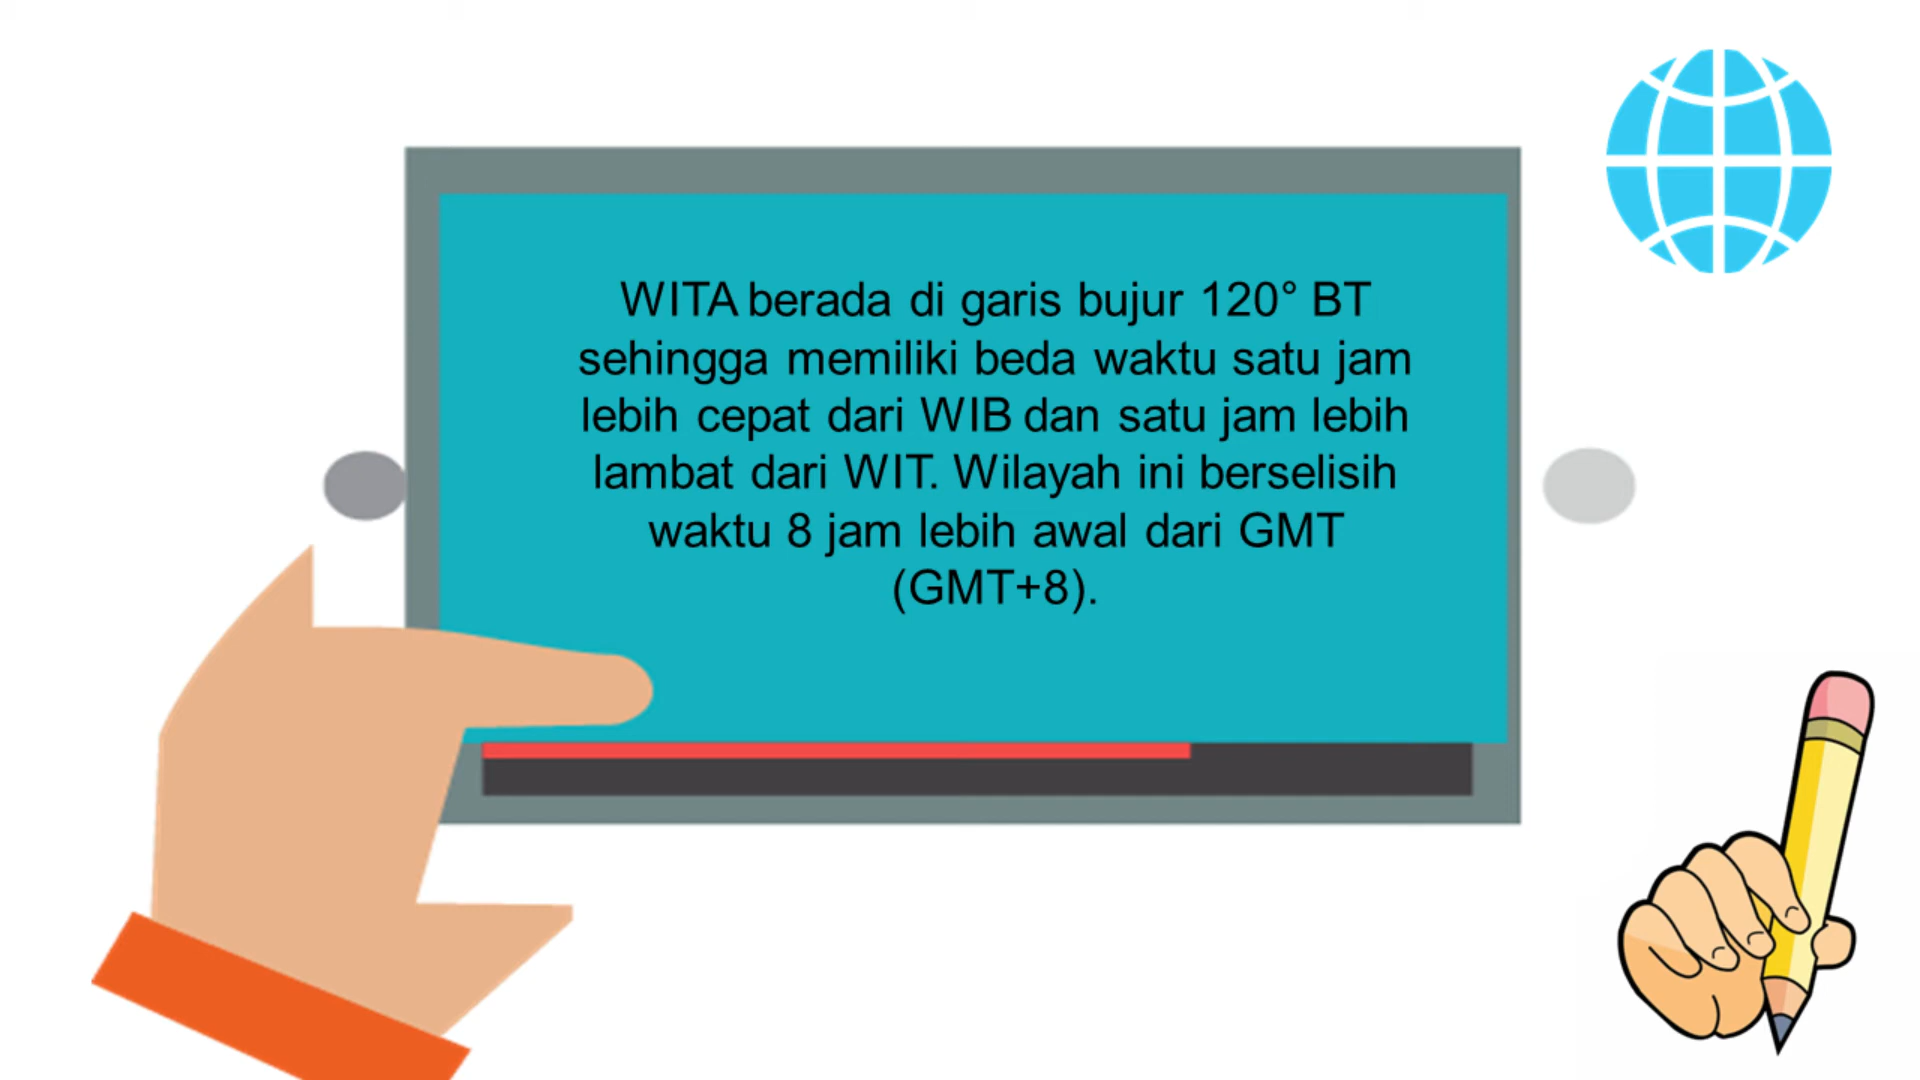 WITA berada di garis bujur 120° BT
sehingga memiliki beda waktu satu jam
lebih cepat dari WIB dan satu jam lebih
lambat dari WIT. Wilayah ini berselisih
waktu 8 jam lebih awal dari GMT
(GMT+8).